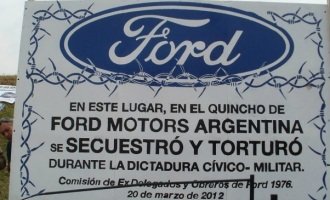 Ford
EN ESTE LUGAR, EN EL QUINCHO DE
FORD MOTORS ARGENTINA
SE SECUESTRÓ Y TORTURÓ
DURANTE LA DICTADURA CÍVICO- MILITAR.
Comisión de Ex Delegados y Obreros de Ford 1976.
20 de marzo de 2012